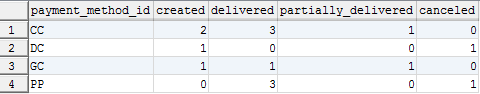 payment_method_id created delivered partially_delivered canceled
1 CC 2 3 1 0
2 DC 1 0 0 1
3 GC 1 1 1 0
4 PP 0 3 0 1